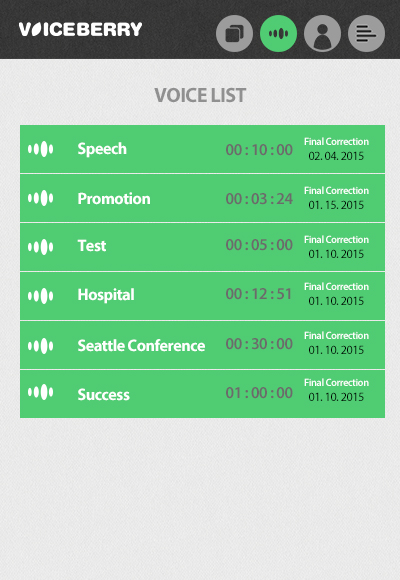 VOICEBERRY
VOICE LIST
Speech 00 : 10 : 00 Final Correction
02. 04. 2015
Promotion 00 : 03 : 24 Final Correction
01. 15. 2015
Test 00 : 05 : 00 Final Correction
01. 10. 2015
Hospital 00 : 12 : 51 Final Correction
01. 10. 2015
Seattle Conference 00 : 30 : 00 Final Correction
01. 10. 2015
Success 01 : 00 : 00 Final Correction
01. 10. 2015